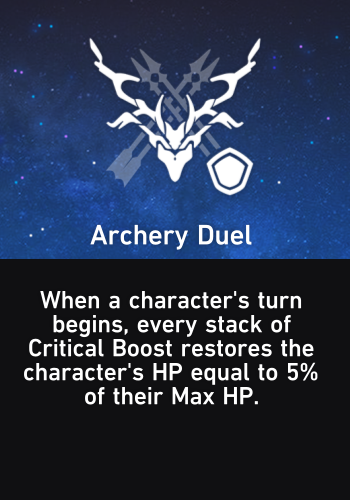 Archery Duel
When a character's turn
begins, every stack of
Critical Boost restores the
character's HP equal to 5%
of their Max HP.